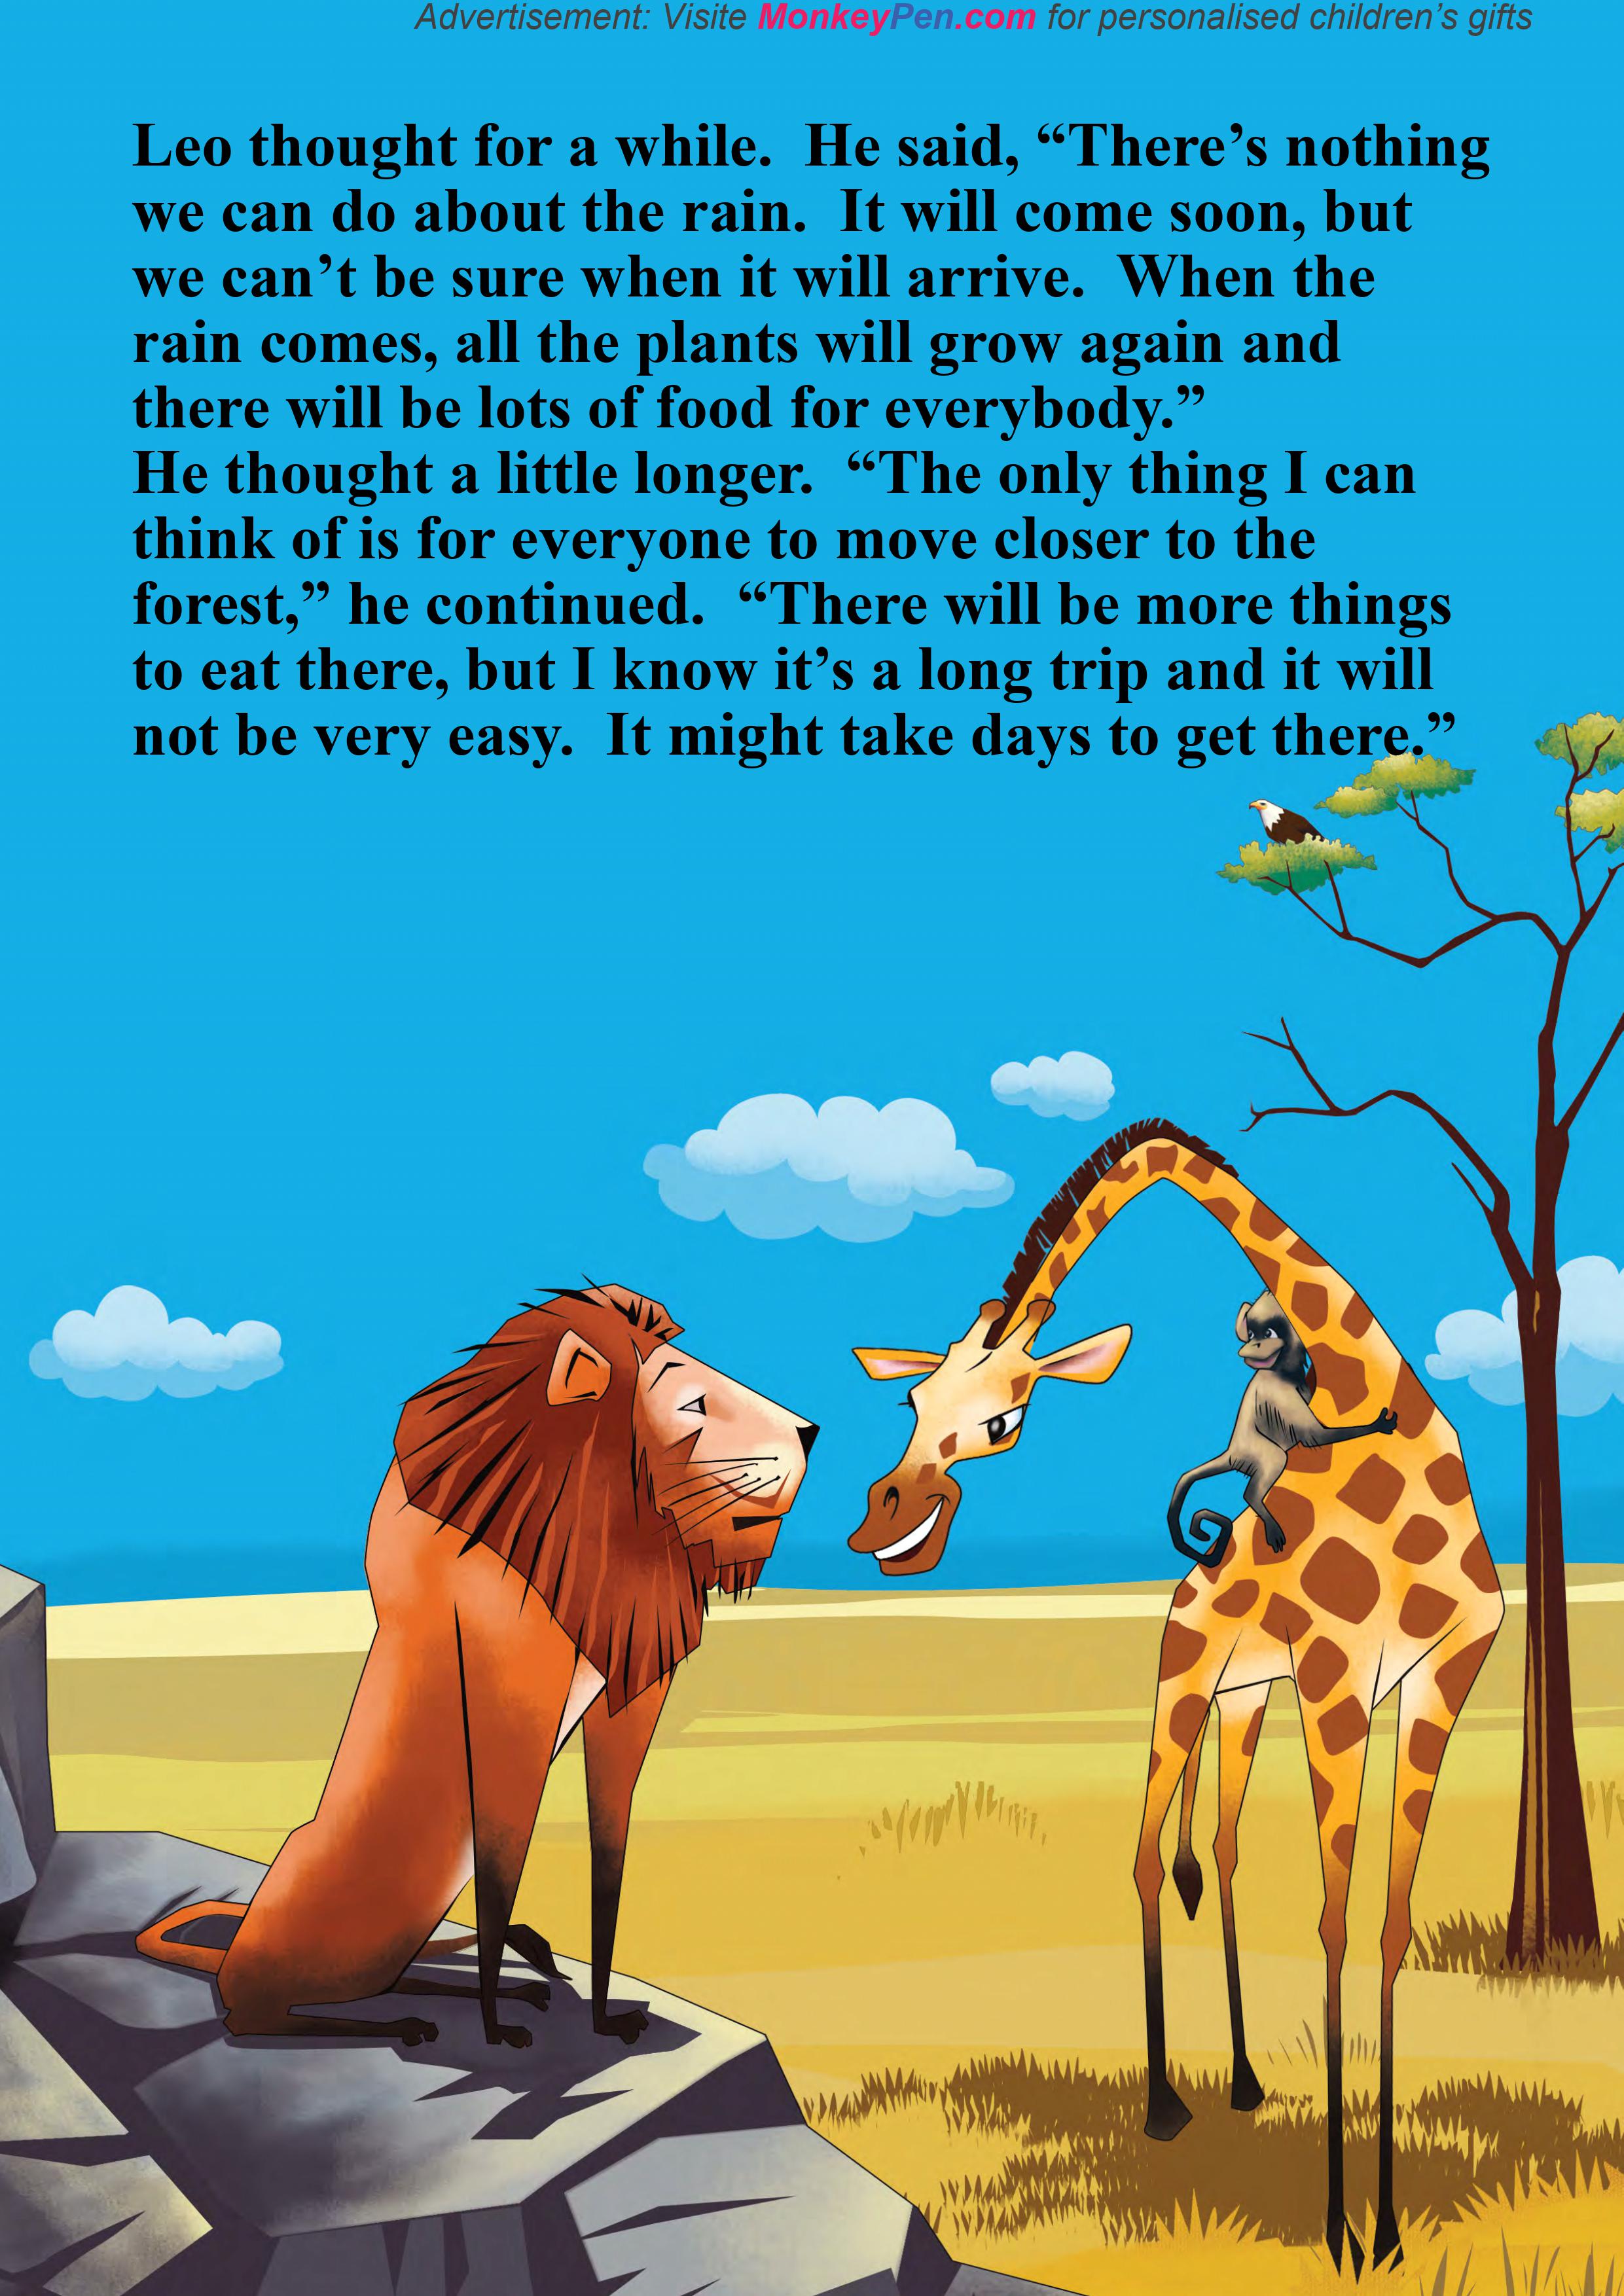 Advertisement: Visite MonkeyPen.com for personalised children’s gifts
Leo thought for a while.  He said, “There’s nothing
we can do about the rain.  It will come soon, but
we can’t be sure when it will arrive.  When the
rain comes, all the plants will grow again and
there will be lots of food for everybody.”
He thought a little longer.  “The only thing I can
think of is for everyone to move closer to the
forest,” he continued.  “There will be more things
to eat there, but I know it’s a long trip and it will
not be very easy.  It might take days to get there.”